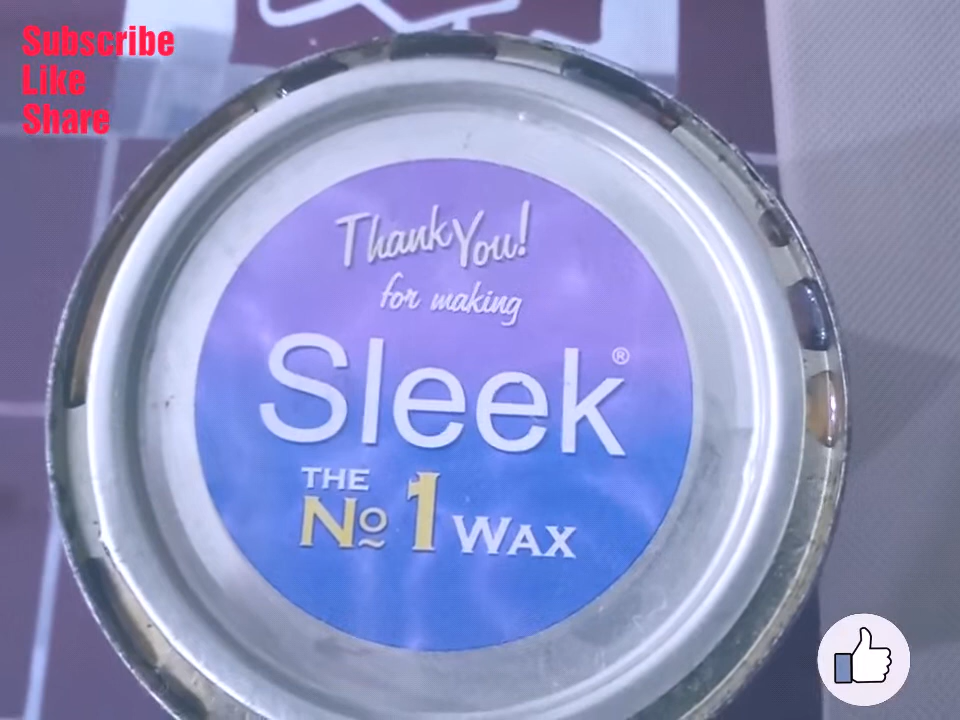 Subscribe
Like
Share
Thank You!
for making
Sleek®
THE
No 1 WAX